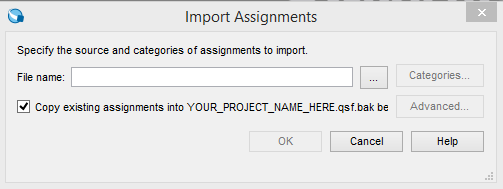 Import Assignments
Specify the source and categories of assignments to import.
File name: ... Categories...
Copy existing assignments into YOUR_PROJECT_NAME_HERE.qsf.bak be Advanced...
OK Cancel Help